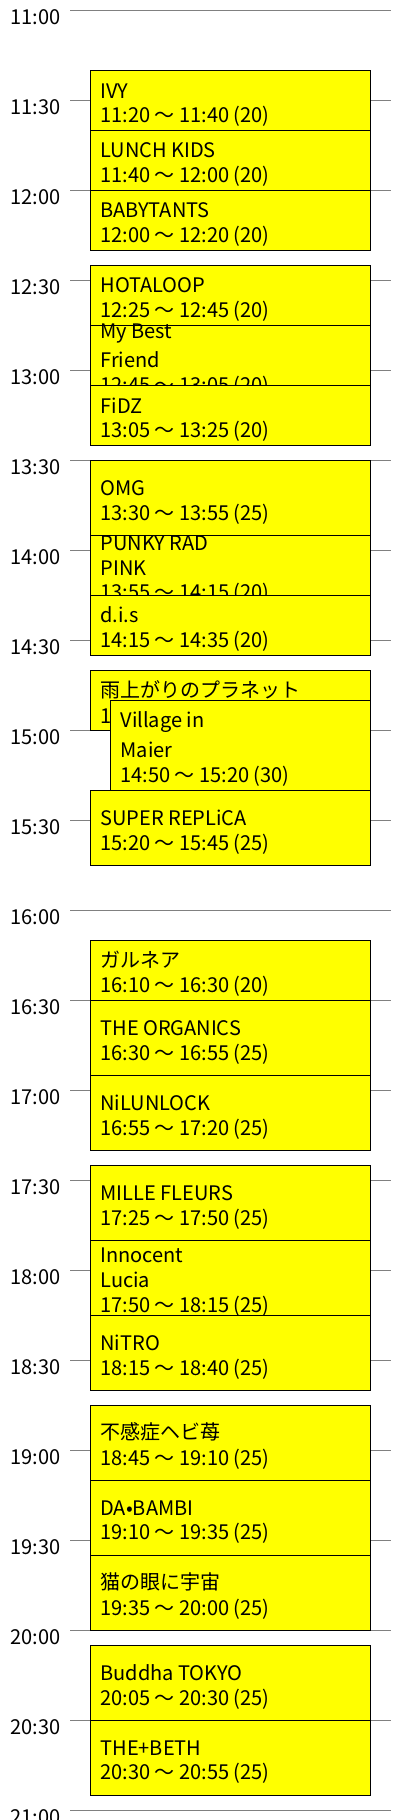 11:00
IVY
11:20 〜 11:40 (20)
11:30
LUNCH KIDS
11:40 〜 12:00 (20)
12:00
BABYTANTS
12:00 〜 12:20 (20)
12:30
HOTALOOP
12:25 〜 12:45 (20)
My Best
Friend
12:45 〜 13:05 (20)
13:00
FiDZ
13:05 〜 13:25 (20)
13:30
OMG
13:30 〜 13:55 (25)
14:00
PUNKY RAD
PINK
13:55 〜 14:15 (20)
d.i.s
14:15 〜 14:35 (20)
14:30
雨上がりのプラネット
1
Village in
Maier
14:50 〜 15:20 (30)
15:00
SUPER REPLiCA
15:20 〜 15:45 (25)
15:30
16:00
ガルネア
16:10 〜 16:30 (20)
16:30
THE ORGANICS
16:30 〜 16:55 (25)
17:00
NiLUNLOCK
16:55 〜 17:20 (25)
17:30
MILLE FLEURS
17:25 〜 17:50 (25)
Innocent
Lucia
17:50 〜 18:15 (25)
18:00
NiTRO
18:15 〜 18:40 (25)
18:30
不感症ヘビ苺
18:45 〜 19:10 (25)
19:00
DA•BAMBI
19:10 〜 19:35 (25)
19:30
猫の眼に宇宙
19:35 〜 20:00 (25)
20:00
Buddha TOKYO
20:05 〜 20:30 (25)
20:30
THE+BETH
20:30 〜 20:55 (25)
21:00